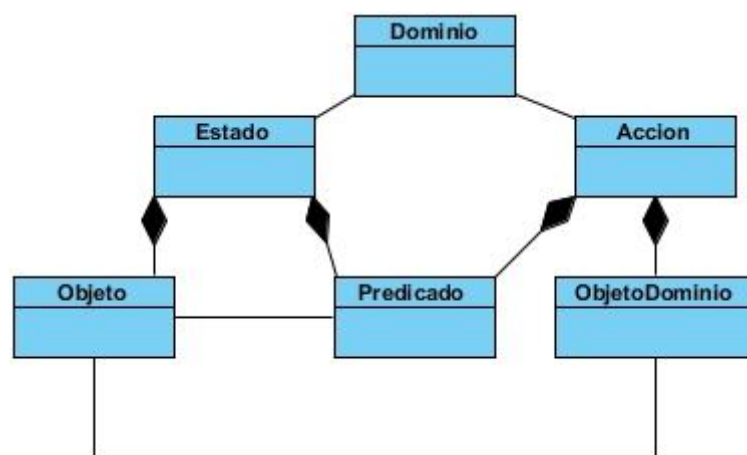 Dominio
Estado
Accion
Objeto
Predicado
ObjetoDominio